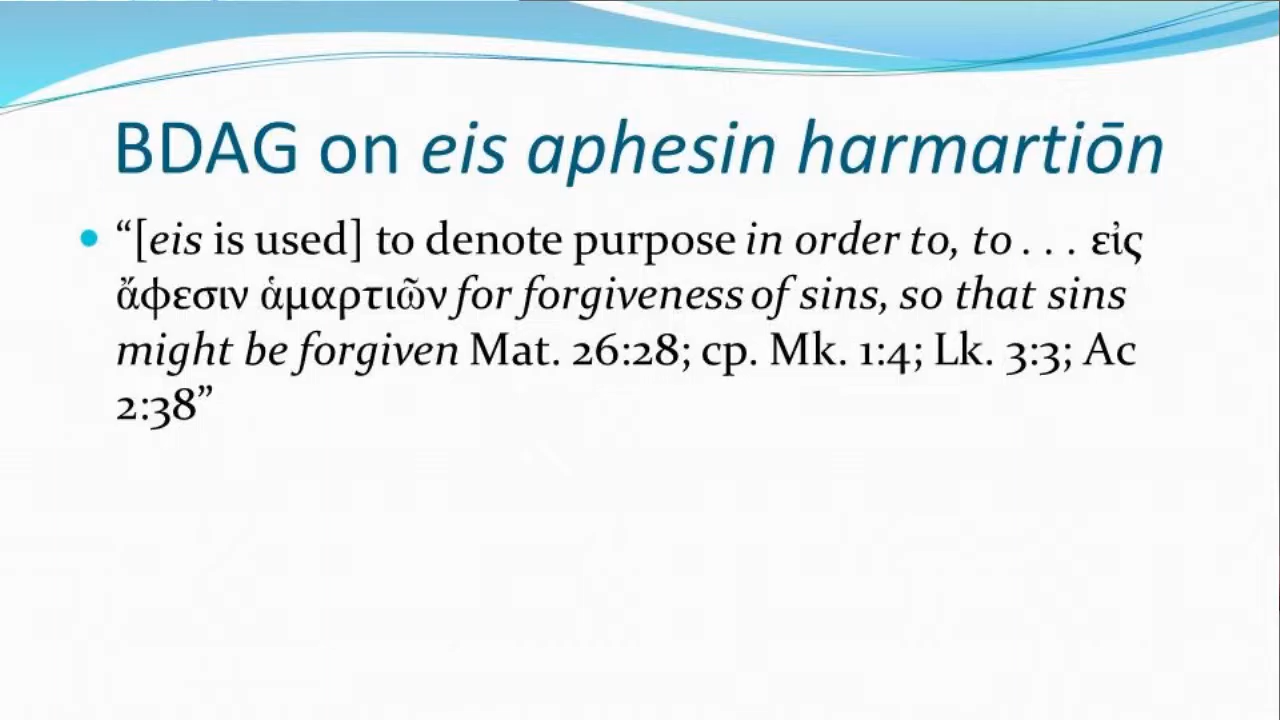 BDAG on eis aphesin harmartiōn
“[eis is used] to denote purpose in order to, to . . . εἰς
ἄφεσιν ἁμαρτιῶν for forgiveness of sins, so that sins
might be forgiven Mat. 26:28; cp. Mk. 1:4; Lk. 3:3; Ac
2:38”